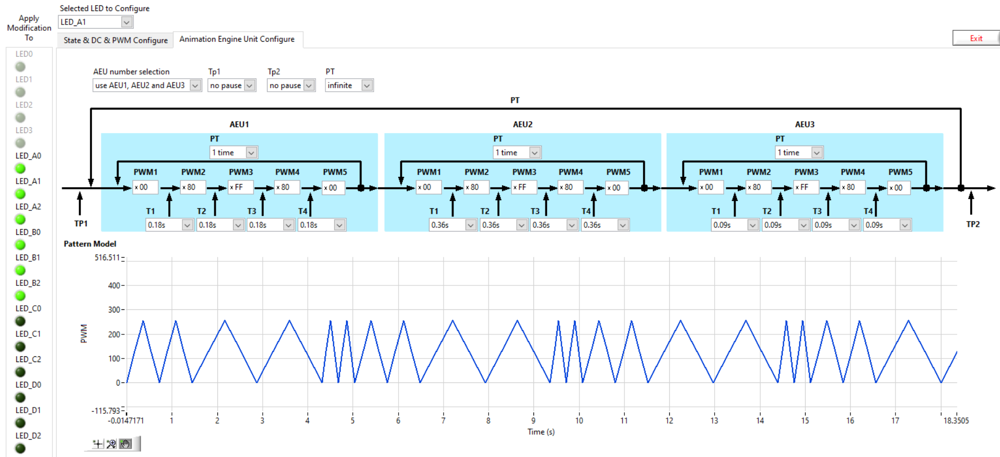 Selected LED to Configure
Apply Modification To
LED_A1
State & DC & PWM Configure
Animation Engine Unit Configure
Exit
LED0
LED1
LED2
LED3
LED_A0
LED_A1
LED_A2
LED_B0
LED_B1
LED_B2
LED_C0
LED_C1
LED_C2
LED_D0
LED_D1
LED_D2
AEU number selection Tp1 Tp2 PT
use AEU1, AEU2 and AEU3 no pause no pause infinite
PT
AEU1 AEU2 AEU3
PT PT PT
1 time 1 time 1 time
PWM1 PWM2 PWM3 PWM4 PWM5 PWM1 PWM2 PWM3 PWM4 PWM5 PWM1 PWM2 PWM3 PWM4 PWM5
x 00 x 80 x FF x 80 x 00 x 00 x 80 x FF x 80 x 00 x 00 x 80 x FF x 80 x 00
T1 T2 T3 T4 T1 T2 T3 T4 T1 T2 T3 T4
TP1 0.18s 0.18s 0.18s 0.18s 0.36s 0.36s 0.36s 0.36s 0.09s 0.09s 0.09s 0.09s TP2
Pattern Model
516.511
400
300
200
100
0
-115.793
PWM
-0.0147171 1 2 3 4 5 6 7 8 9 10 11 12 13 14 15 16 17 18.3505
Time (s)